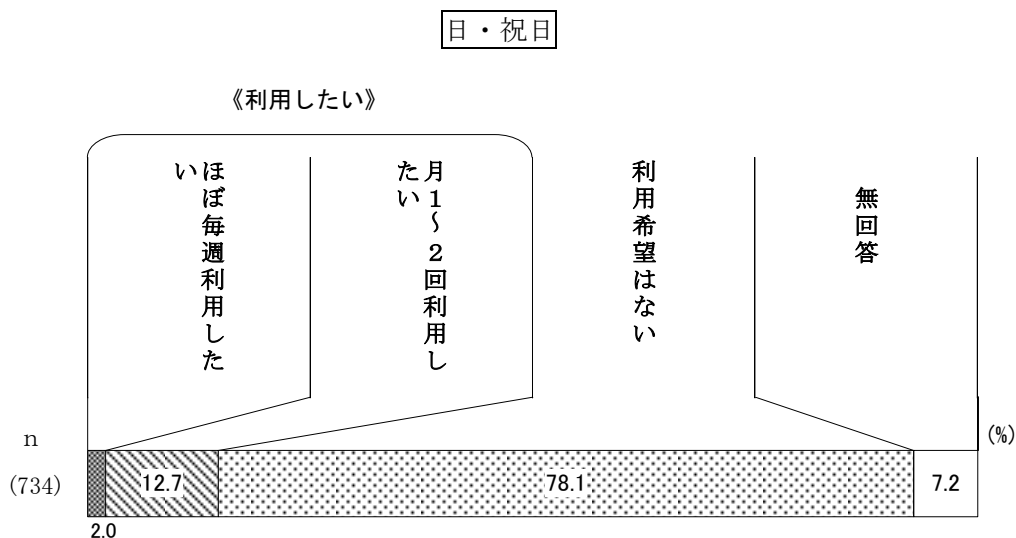 日・祝日
《利用したい》
ほぼ毎週利用した
い
月１～２回利用し
たい
利用希望はない
無回答
n
(%)
(734)
12.7
78.1
7.2
2.0